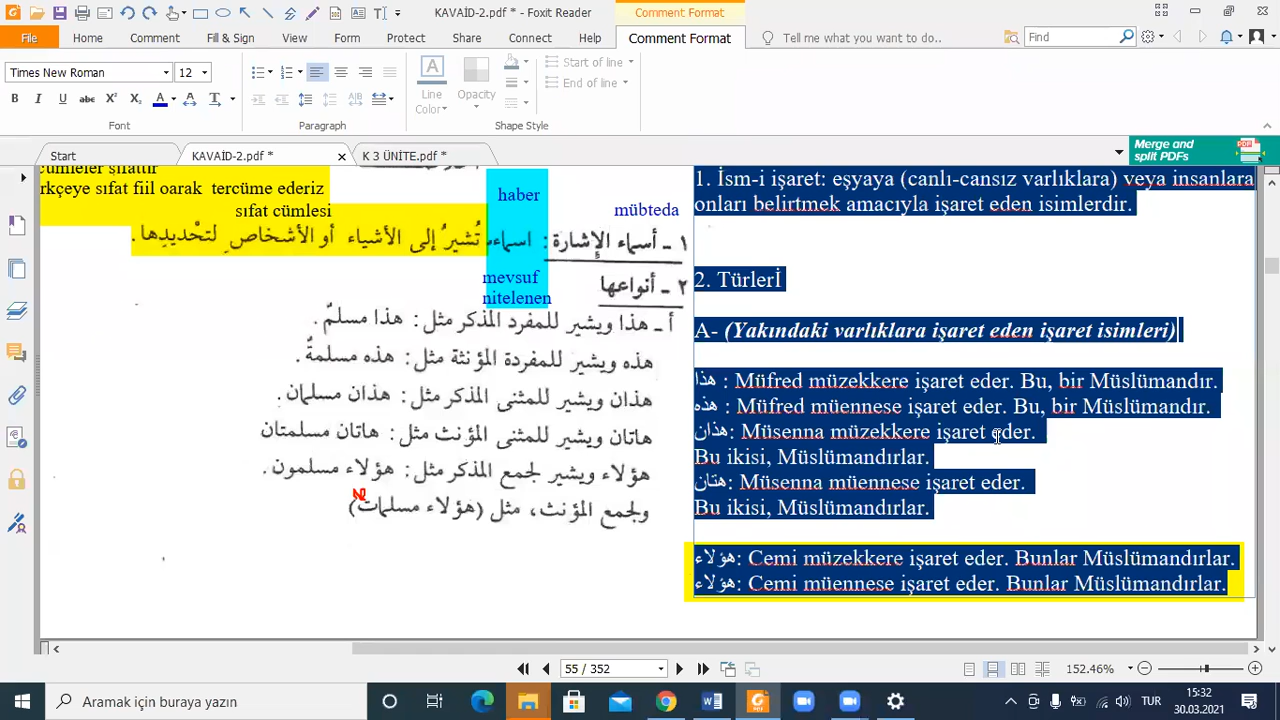 KAVAİD-2.pdf * - Foxit Reader
Comment Format
File
Home
Comment
Fill & Sign
View
Form
Protect
Share
Connect
Help
Comment Format
Tell me what you want to do..
Find
Times New Roman
12
Font
Paragraph
Line
Color
Opacity
Start of line
End of line
Shape Style
Start
KAVAİD-2.pdf *
K 3 ÜNİTE.pdf *
Merge and
split PDFs
cümleler sıfattır
rkçeye sıfat fiil oarak tercüme ederiz
sıfat cümlesi
haber
mübteda
١ ـ أسماء الإشارة : اسماء تُشيرُ إلى الأشياء أو الأشخاصِ لتحْديدِها .
mevsuf
nitelenen
٢ ـ أنواعها
أ ـ هذا ويشير للمفرد المذكر مثل : هذا مسلمٌ .
هذه ويشير للمفردة المؤنثة مثل : هذه مسلمةٌ .
هذان ويشير للمثنى المذكر مثل : هذان مسلمان .
هاتان ويشير للمثنى المؤنث مثل : هاتان مسلمتان
هؤلاء ويشير لجمع المذكر مثل : هؤلاء مسلمون .
ولجمع المؤنث، مثل (هؤلاء مسلمات)
1. İsm-i işaret: eşyaya (canlı-cansız varlıklara) veya insanlara
onları belirtmek amacıyla işaret eden isimlerdir.
2. Türlerİ
A- (Yakındaki varlıklara işaret eden işaret isimleri)
هذا : Müfred müzekkere işaret eder. Bu, bir Müslümandır.
هذه : Müfred müennese işaret eder. Bu, bir Müslümandır.
هذان: Müsenna müzekkere işaret eder.
Bu ikisi, Müslümandırlar.
هتان: Müsenna müennese işaret eder.
Bu ikisi, Müslümandırlar.
هؤلاء: Cemi müzekkere işaret eder. Bunlar Müslümandırlar.
هؤلاء: Cemi müennese işaret eder. Bunlar Müslümandırlar.
55 / 352
152.46%
Aramak için buraya yazın
TUR
15:32
30.03.2021